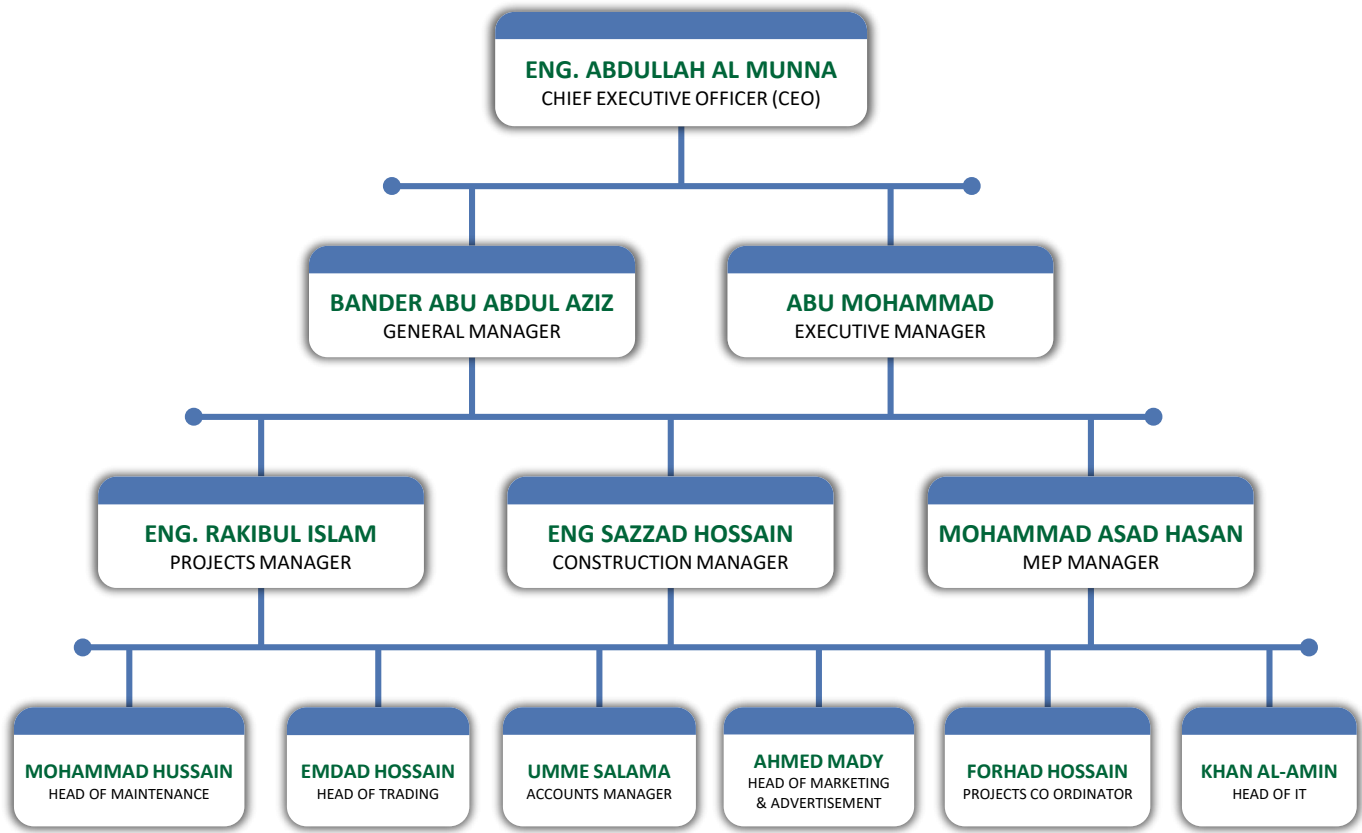 ENG. ABDULLAH AL MUNNA
CHIEF EXECUTIVE OFFICER (CEO)
BANDER ABU ABDUL AZIZ
GENERAL MANAGER
ABU MOHAMMAD
EXECUTIVE MANAGER
ENG. RAKIBUL ISLAM
PROJECTS MANAGER
ENG SAZZAD HOSSAIN
CONSTRUCTION MANAGER
MOHAMMAD ASAD HASAN
MEP MANAGER
MOHAMMAD HUSSAIN
HEAD OF MAINTENANCE
EMDAD HOSSAIN
HEAD OF TRADING
UMME SALAMA
ACCOUNTS MANAGER
AHMED MADY
HEAD OF MARKETING
& ADVERTISEMENT
FORHAD HOSSAIN
PROJECTS CO ORDINATOR
KHAN AL-AMIN
HEAD OF IT